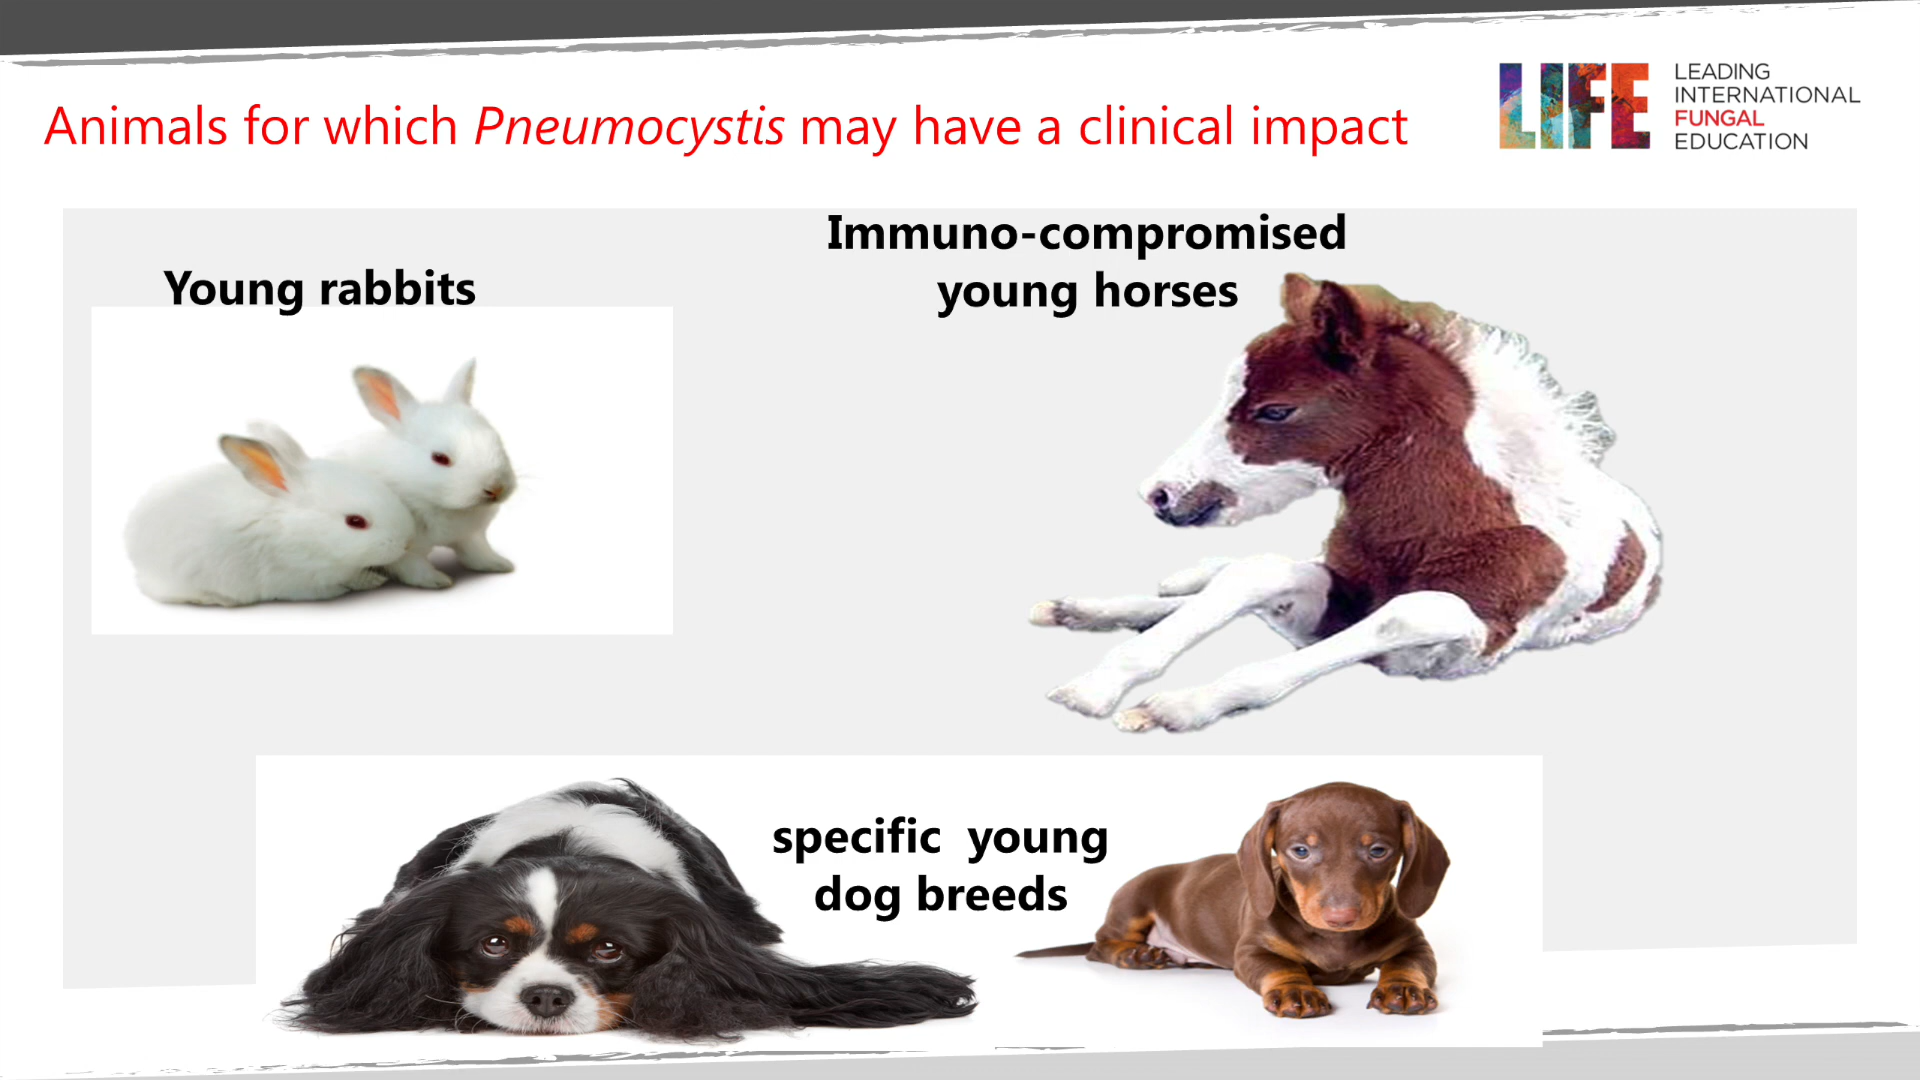 Animals for which Pneumocystis may have a clinical impact
LIFE
LEADING
INTERNATIONAL
FUNGAL
EDUCATION
Young rabbits
Immuno-compromised
young horses
specific  young
dog breeds